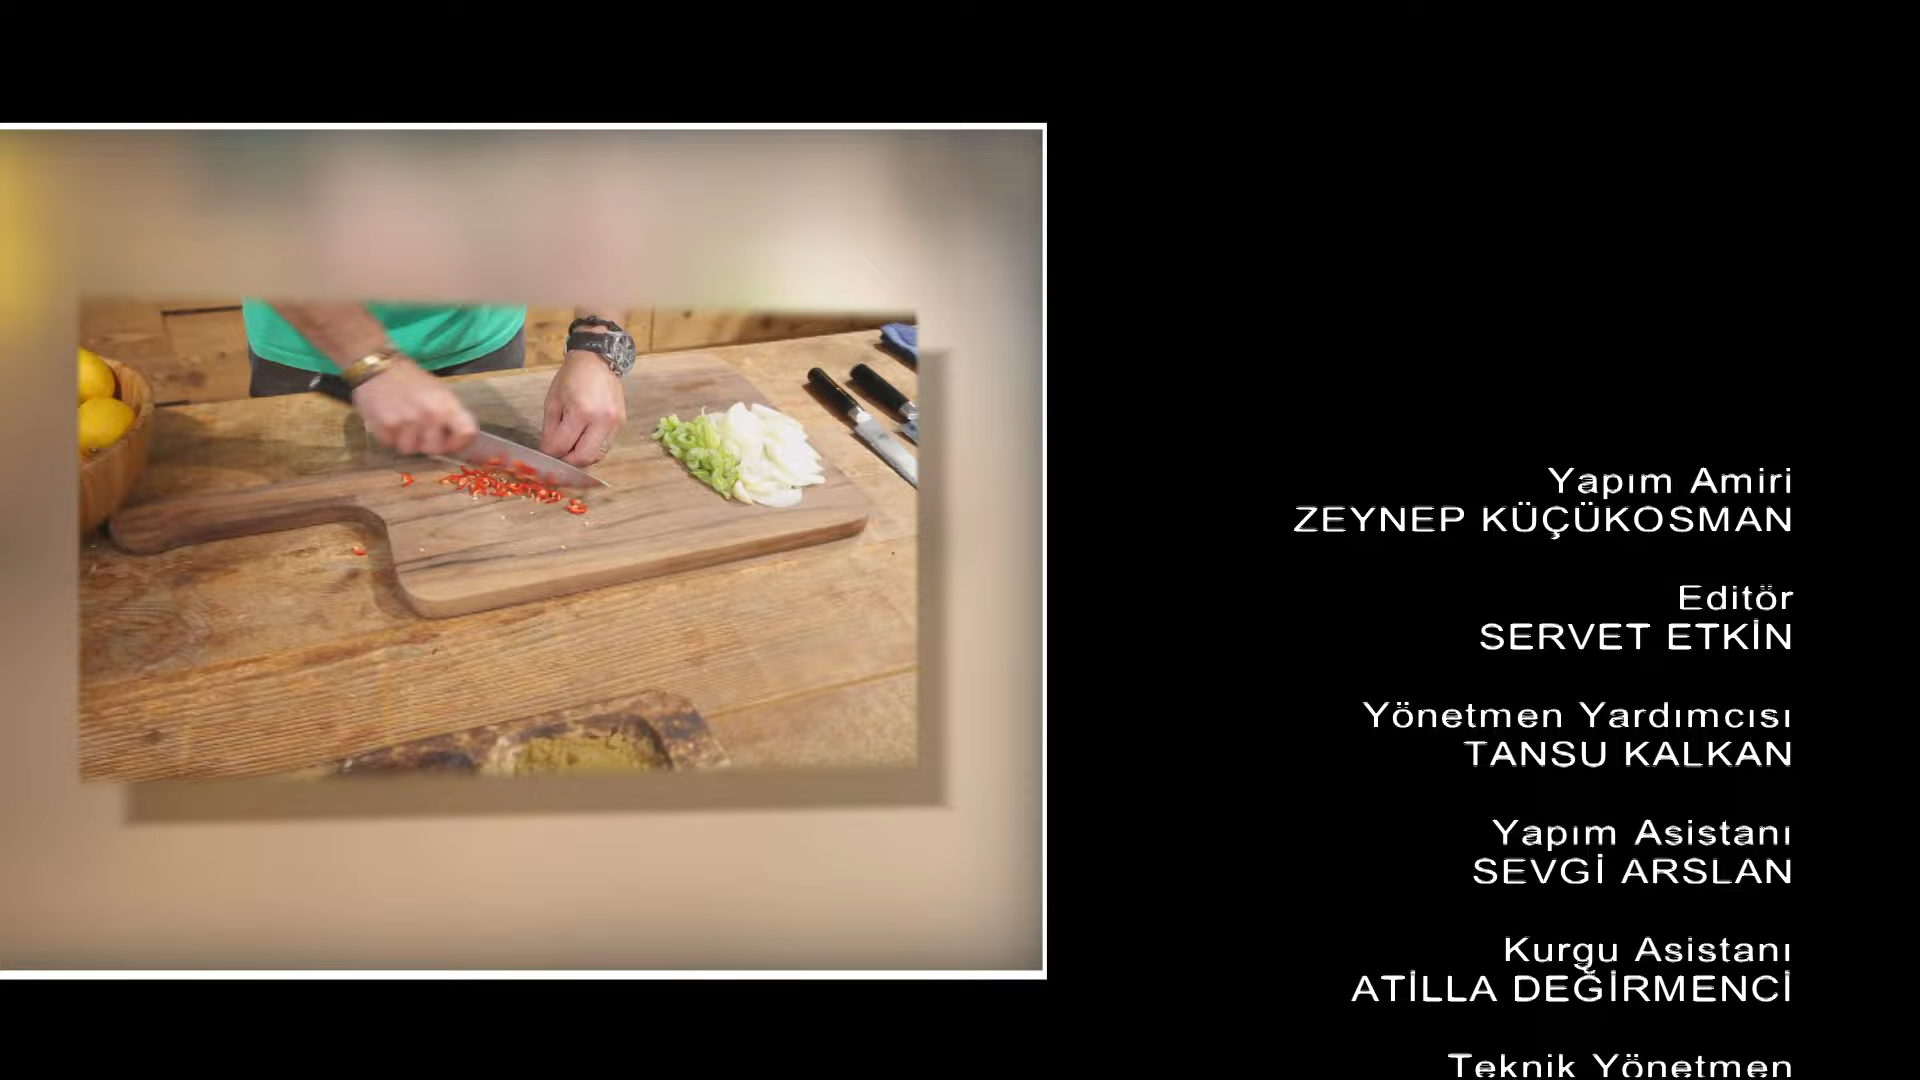 Yapım Amiri
ZEYNEP KÜÇÜKOSMAN
Editör
SERVET ETKİN
Yönetmen Yardımcısı
TANSU KALKAN
Yapım Asistanı
SEVGİ ARSLAN
Kurgu Asistanı
ATİLLA DEĞİRMENCİ
Teknik Yönetmen